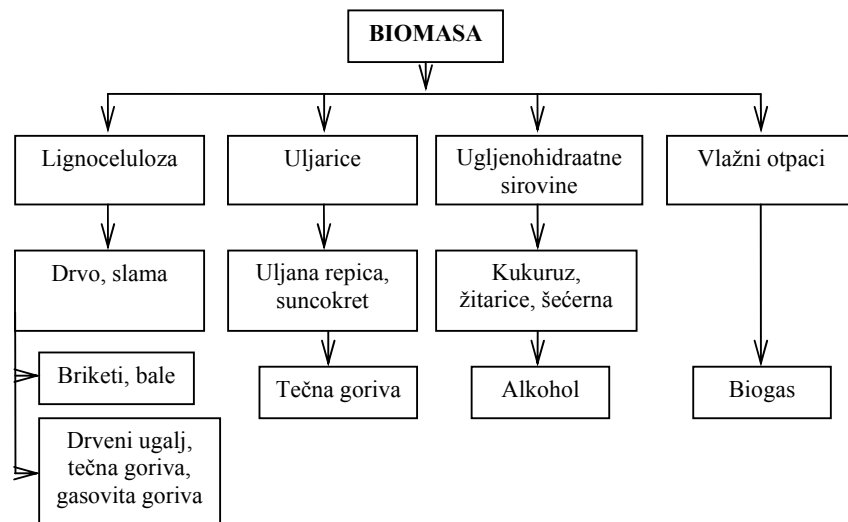 BIOMASA
Lignoceluloza
Uljarice
Ugljenohidraatne
sirovine
Vlažni otpaci
Drvo, slama
Uljana repica,
suncokret
Kukuruz,
žitarice, šećerna
Briketi, bale
Tečna goriva
Alkohol
Biogas
Drveni ugalj,
tečna goriva,
gasovita goriva